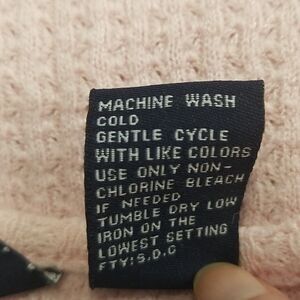 MACHINE WASH
COLD
GENTLE CYCLE
WITH LIKE COLORS
USE ONLY NON-
CHLORINE BLEACH
IF NEEDED
TUMBLE DRY LOW
IRON ON THE
LOWEST SETTING
FTY:S.D.C